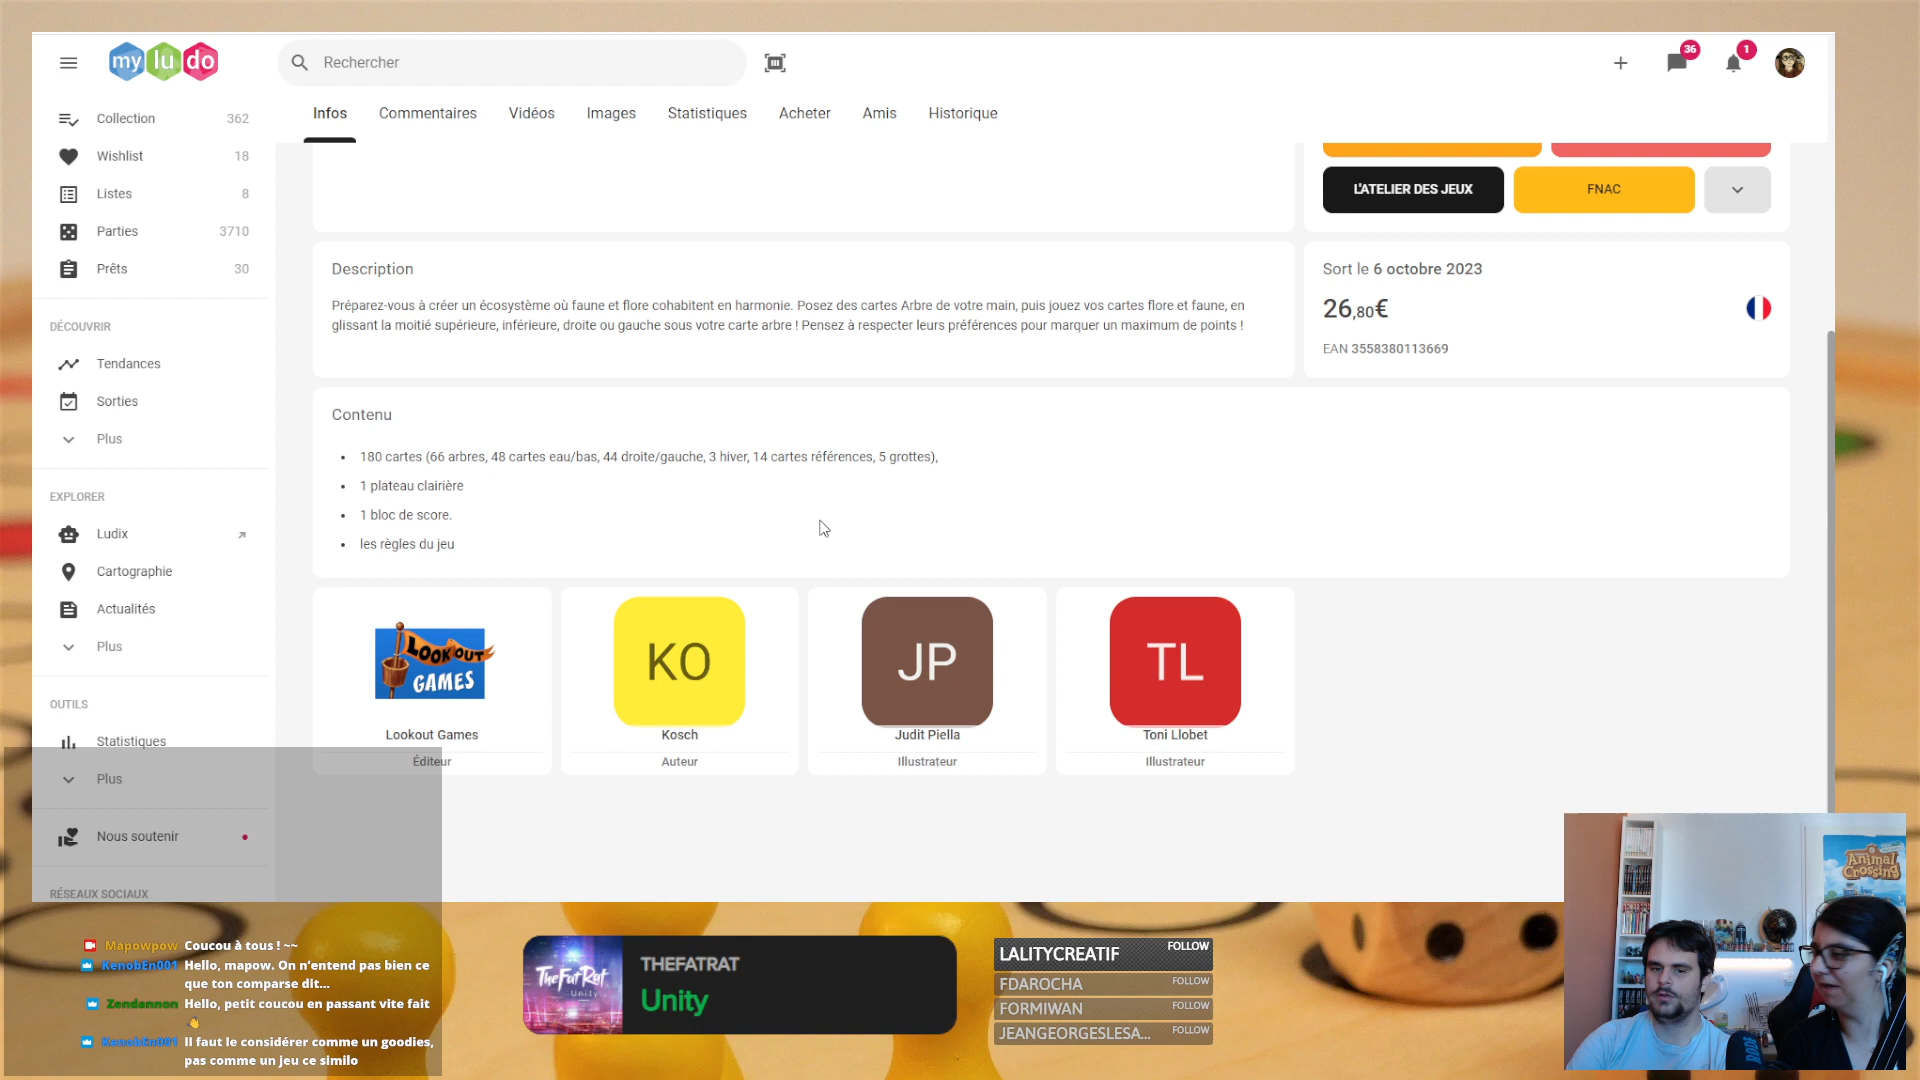 my lu do
Rechercher
36
1
Collection 362
Wishlist 18
Listes 8
Parties 3710
Prêts 30
DÉCOUVRIR
Tendances
Sorties
Plus
EXPLORER
Ludix
Cartographie
Actualités
Plus
OUTILS
Statistiques
Plus
Nous soutenir
RÉSEAUX SOCIAUX
Infos Commentaires Vidéos Images Statistiques Acheter Amis Historique
L'ATELIER DES JEUX
FNAC
Description
Préparez-vous à créer un écosystème où faune et flore cohabitent en harmonie. Posez des cartes Arbre de votre main, puis jouez vos cartes flore et faune, en
glissant la moitié supérieure, inférieure, droite ou gauche sous votre carte arbre ! Pensez à respecter leurs préférences pour marquer un maximum de points !
Sort le 6 octobre 2023
26,80€
EAN 3558380113669
Contenu
180 cartes (66 arbres, 48 cartes eau/bas, 44 droite/gauche, 3 hiver, 14 cartes références, 5 grottes),
1 plateau clairière
1 bloc de score.
les règles du jeu
LOOKOUT
GAMES
Lookout Games
Éditeur
KO
Kosch
Auteur
JP
Judit Piella
Illustrateur
TL
Toni Llobet
Illustrateur
Mapowpow Coucou à tous ! ~~
KenobEn001 Hello, mapow. On n'entend pas bien ce
que ton comparse dit...
Zendannon Hello, petit coucou en passant vite fait
KenobEn001 Il faut le considérer comme un goodies,
pas comme un jeu ce similo
TheFatRat
Unity
THEFATRAT
Unity
LALITYCREATIF FOLLOW
FDAROCHA FOLLOW
FORMIWAN FOLLOW
JEANGEORGESLESA... FOLLOW
Animal
Crossing
RODE